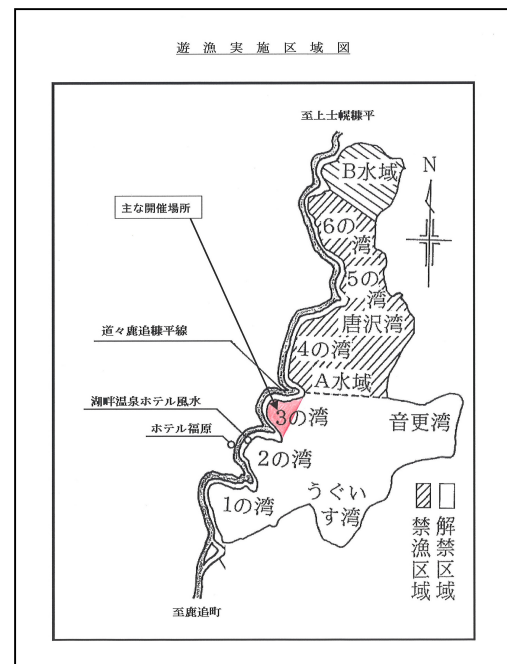 遊漁実施区域図
至上士幌糠平
B水域
N
主な開催場所
6の湾
5の湾
唐沢湾
道々鹿追糠平線
4の湾
A水域
湖畔温泉ホテル風水
3の湾
音更湾
ホテル福原
2の湾
うぐいす湾
1の湾
解禁区域
禁漁区域
至鹿追町